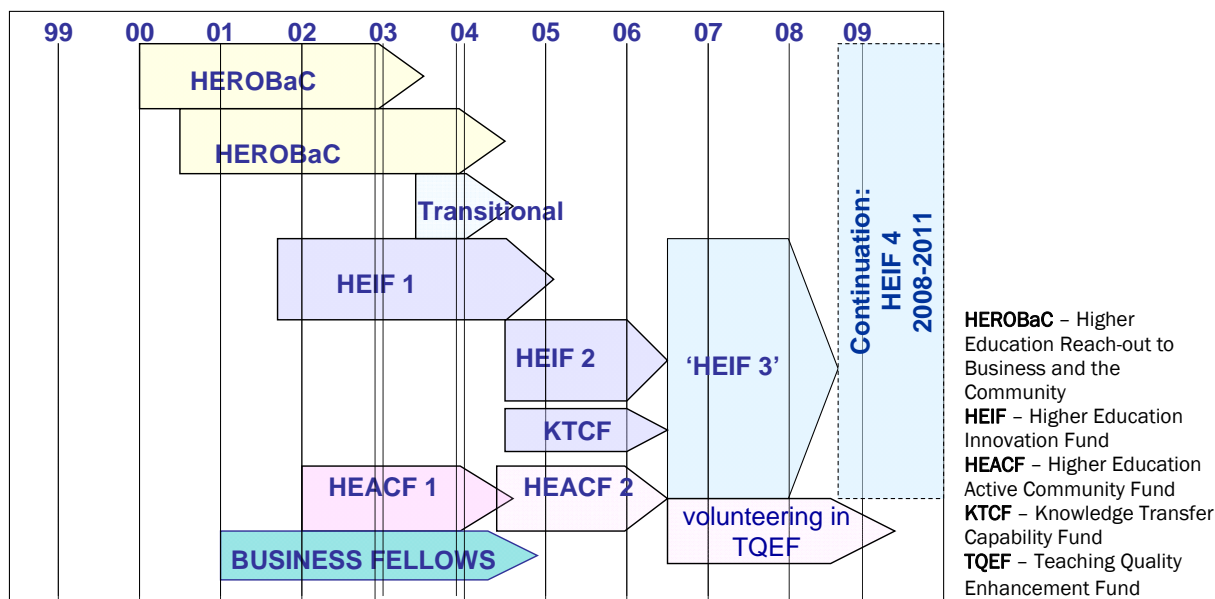 99 00 01 02 03 04 05 06 07 08 09
HEROBaC
HEROBaC
Transitional
HEIF 1
HEIF 2
‘HEIF 3’
KTCF
HEACF 1
HEACF 2
volunteering in
TQEF
BUSINESS FELLOWS
Continuation:
HEIF 4
2008-2011
HEROBaC – Higher
Education Reach-out to
Business and the
Community
HEIF – Higher Education
Innovation Fund
HEACF – Higher Education
Active Community Fund
KTCF – Knowledge Transfer
Capability Fund
TQEF – Teaching Quality
Enhancement Fund